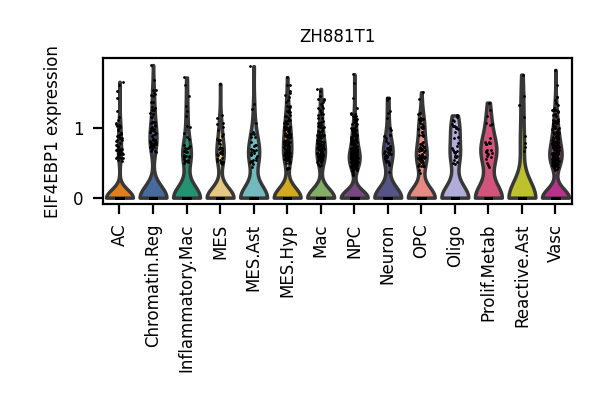 ZH881T1
EIF4EBP1 expression
1
0
AC
Chromatin.Reg
Inflammatory.Mac
MES
MES.Ast
MES.Hyp
Mac
NPC
Neuron
OPC
Oligo
Prolif.Metab
Reactive.Ast
Vasc